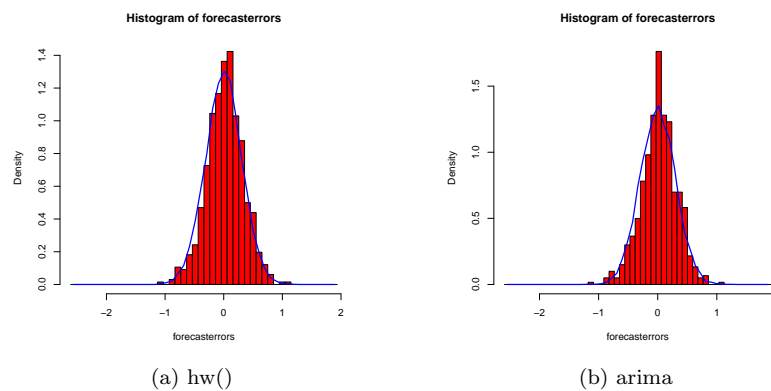 Histogram of forecasterrors
Density
0.0 0.2 0.4 0.6 0.8 1.0 1.2 1.4
−2 −1 0 1 2
forecasterrors
(a) hw()
Histogram of forecasterrors
Density
0.0 0.5 1.0 1.5
−2 −1 0 1
forecasterrors
(b) arima